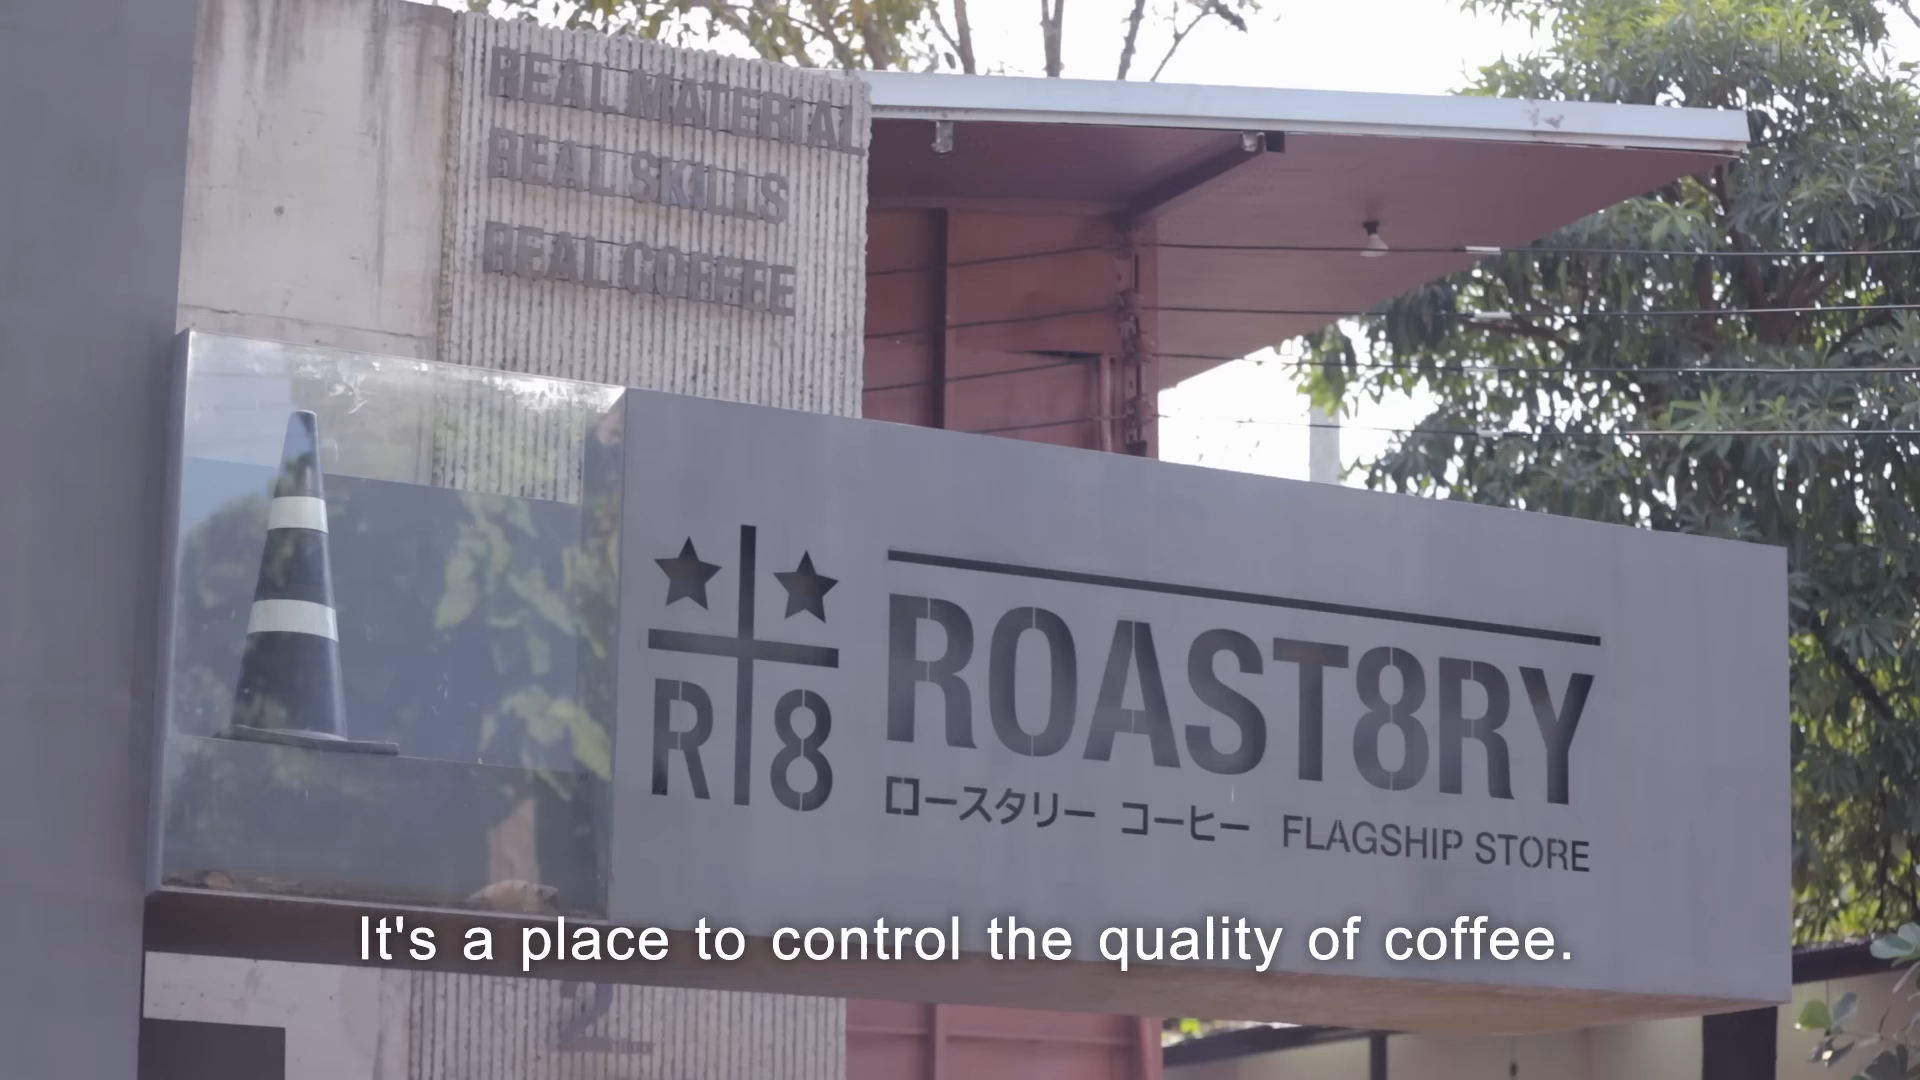 REAL MATERIAL
REAL SKILLS
REAL COFFEE
R 8
ROAST8RY
ロースタリー コーヒー FLAGSHIP STORE
It's a place to control the quality of coffee.
2